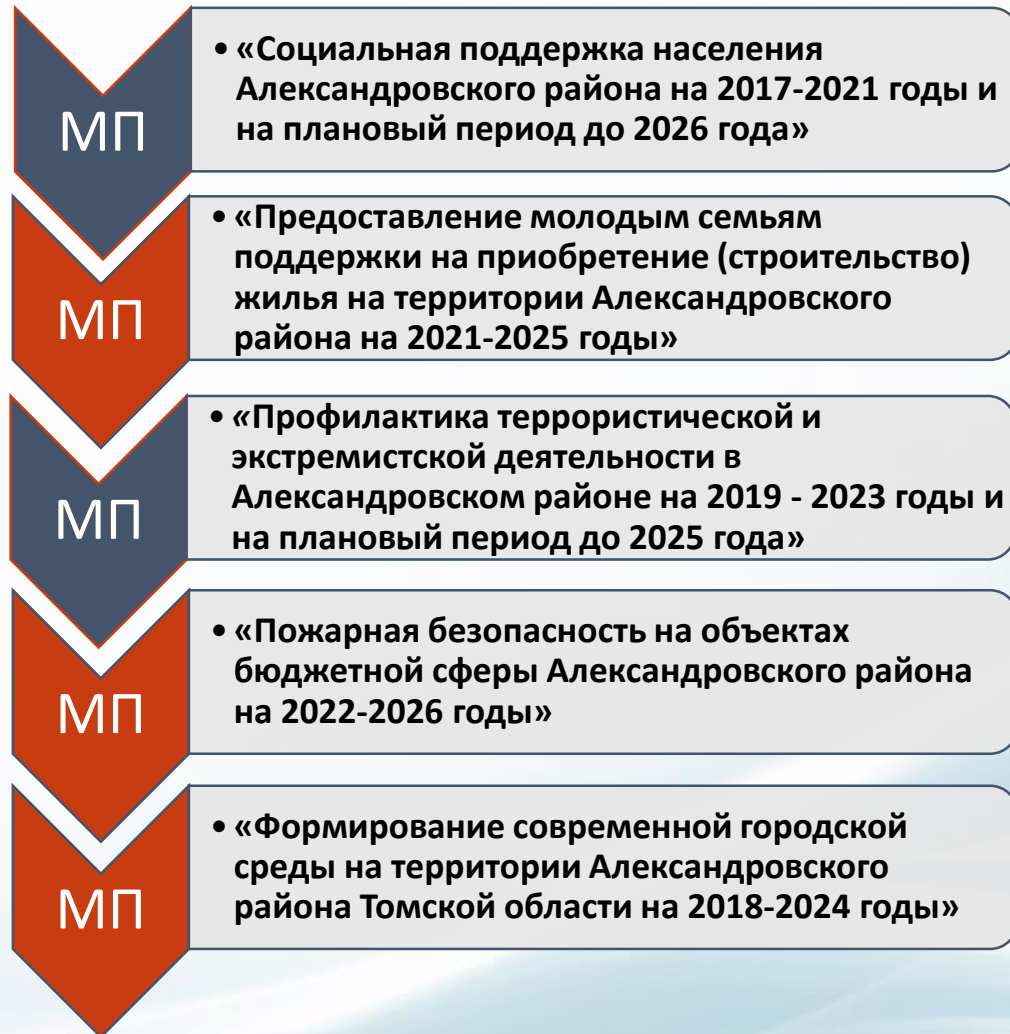 МП
• «Социальная поддержка населения
Александровского района на 2017-2021 годы и
на плановый период до 2026 года»
МП
• «Предоставление молодым семьям
поддержки на приобретение (строительство)
жилья на территории Александровского
района на 2021-2025 годы»
МП
• «Профилактика террористической и
экстремистской деятельности в
Александровском районе на 2019 - 2023 годы и
на плановый период до 2025 года»
МП
• «Пожарная безопасность на объектах
бюджетной сферы Александровского района
на 2022-2026 годы»
МП
• «Формирование современной городской
среды на территории Александровского
района Томской области на 2018-2024 годы»